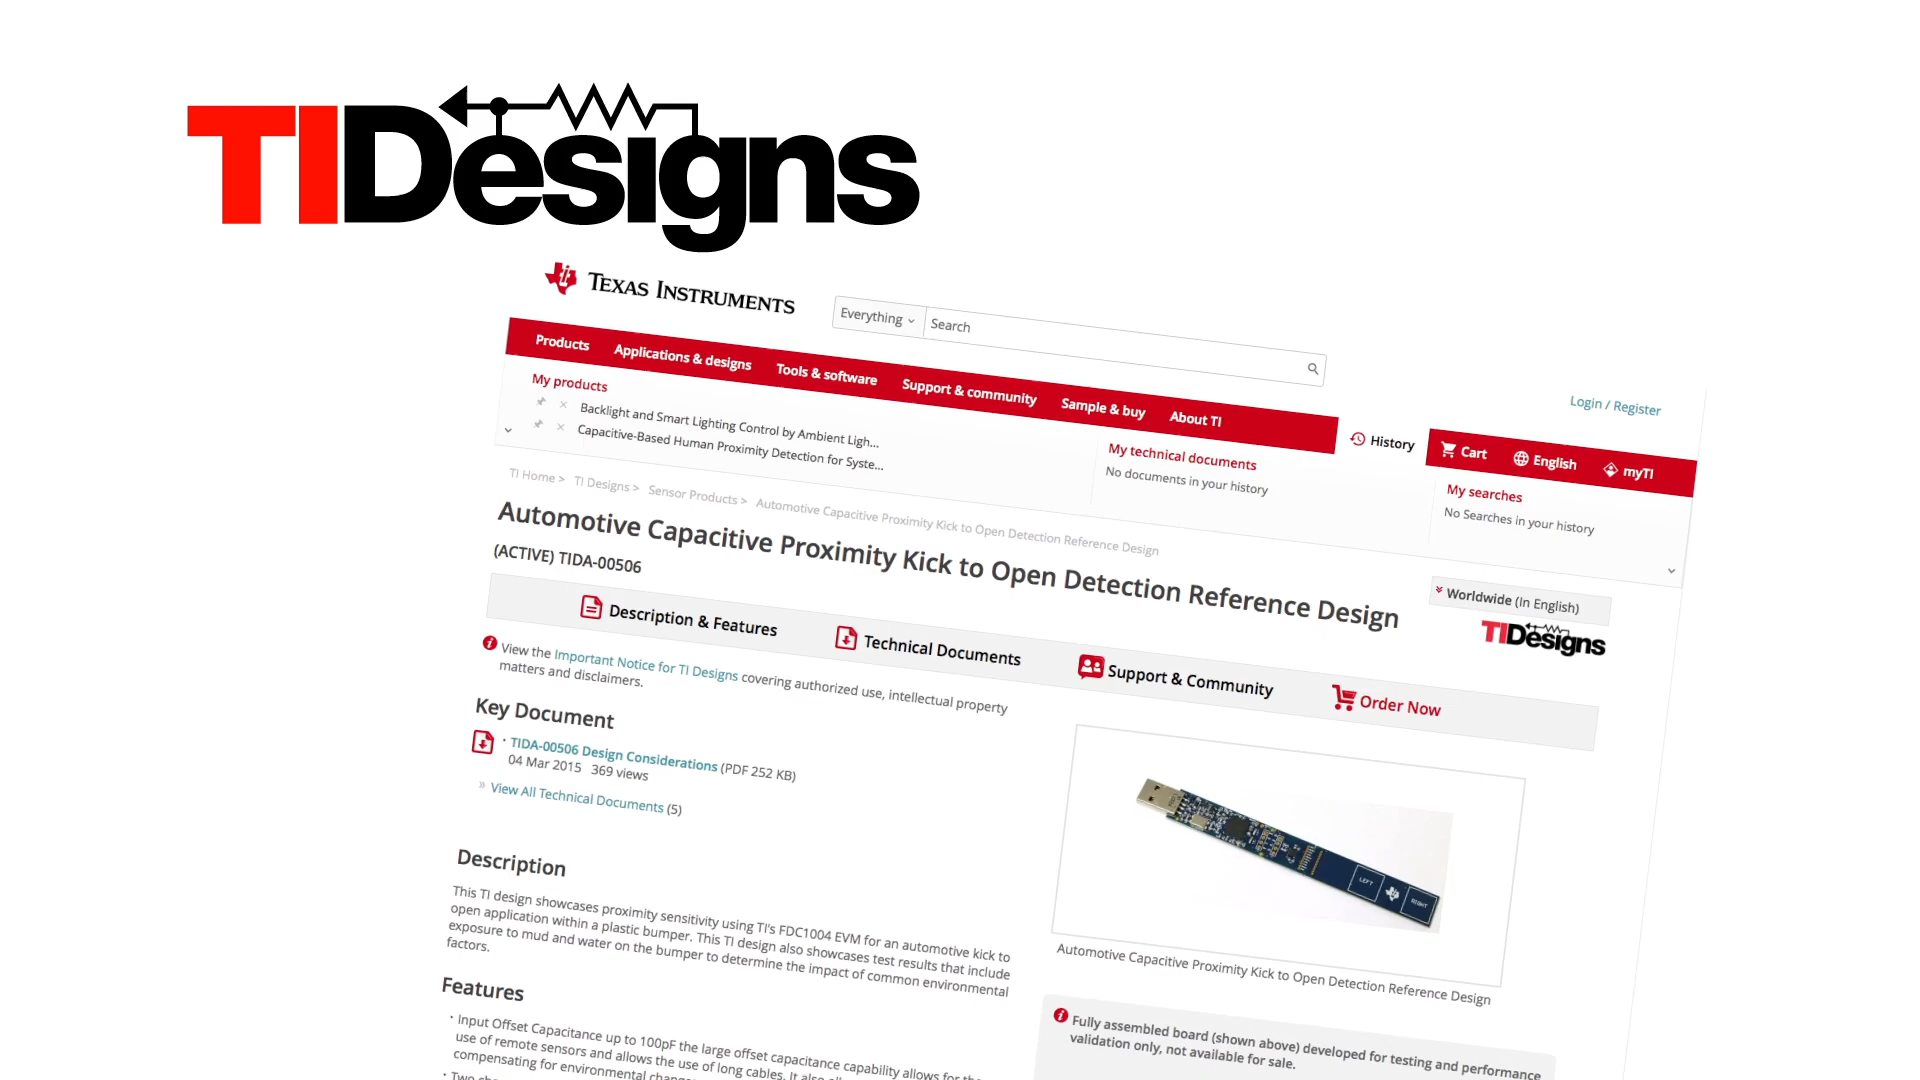 TIDesigns
TEXAS INSTRUMENTS
Everything
Search
Login / Register
Products
Applications & designs
Tools & software
Support & community
Sample & buy
About TI
History
Cart
English
myTI
My products
Backlight and Smart Lighting Control by Ambient Ligh...
Capacitive-Based Human Proximity Detection for Syste...
My technical documents
No documents in your history
My searches
No Searches in your history
TI Home > TI Designs > Sensor Products > Automotive Capacitive Proximity Kick to Open Detection Reference Design
Automotive Capacitive Proximity Kick to Open Detection Reference Design
(ACTIVE) TIDA-00506
Worldwide (In English)
TIDesigns
Description & Features
Technical Documents
Support & Community
Order Now
View the Important Notice for TI Designs covering authorized use, intellectual property
matters and disclaimers.
Key Document
· TIDA-00506 Design Considerations (PDF 252 KB)
04 Mar 2015 369 views
» View All Technical Documents (5)
LEFT
RIGHT
Automotive Capacitive Proximity Kick to Open Detection Reference Design
Description
This TI design showcases proximity sensitivity using TI's FDC1004 EVM for an automotive kick to
open application within a plastic bumper. This TI design also showcases test results that include
exposure to mud and water on the bumper to determine the impact of common environmental
factors.
Features
· Input Offset Capacitance up to 100pF the large offset capacitance capability allows for the
use of remote sensors and allows the use of long cables. It also
compensating for environmental
· Two
Fully assembled board (shown above) developed for testing and performance
validation only, not available for sale.